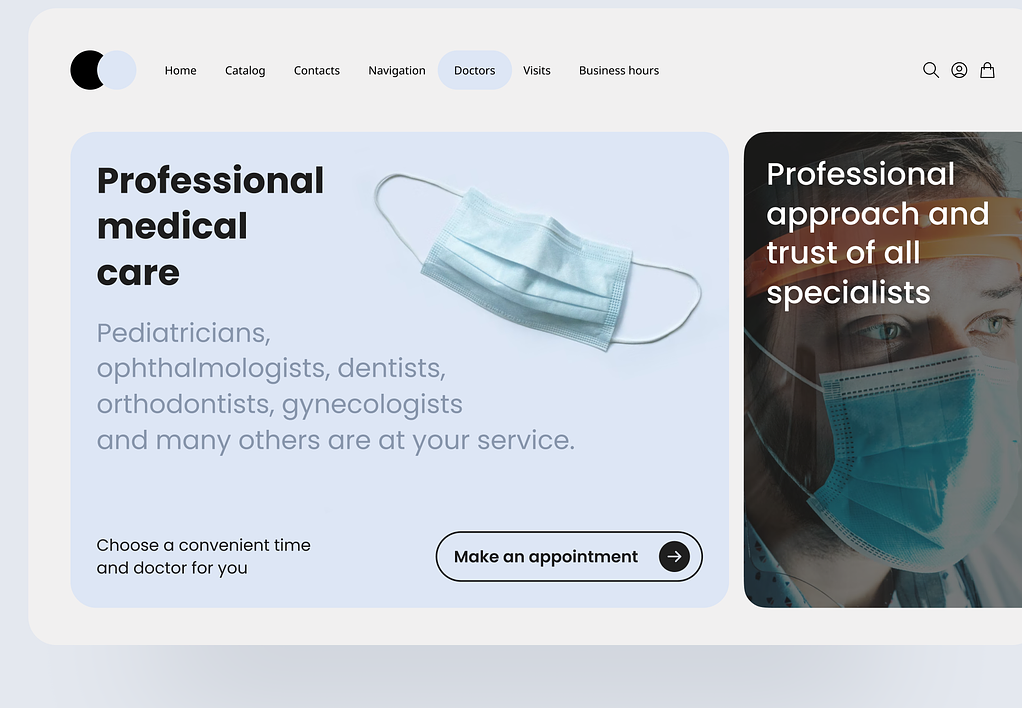 Home
Catalog
Contacts
Navigation
Doctors
Visits
Business hours
Professional
medical
care
Pediatricians,
ophthalmologists, dentists,
orthodontists, gynecologists
and many others are at your service.
Choose a convenient time
and doctor for you
Make an appointment
Professional
approach and
trust of all
specialists